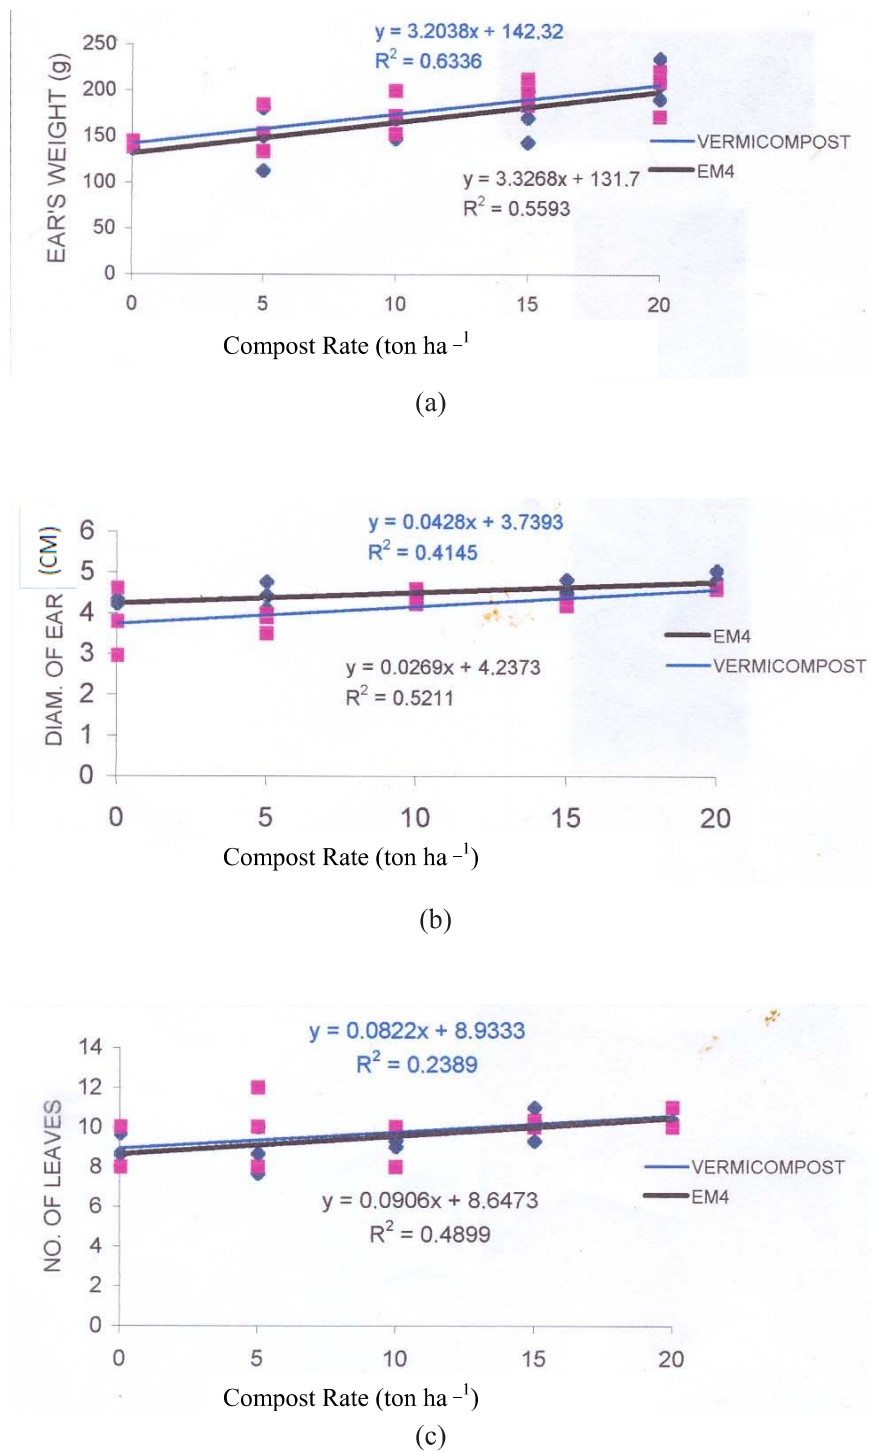 y = 3.2038x + 142,32
R² = 0.6336
250
200
150
100
50
0
EAR'S WEIGHT (g)
VERMICOMPOST
EM4
y = 3.3268x + 131.7
R² = 0.5593
0 5 10 15 20
Compost Rate (ton ha –1
(a)
y = 0.0428x + 3.7393
R² = 0.4145
6
5
4
3
2
1
0
DIAM. OF EAR (CM)
EM4
VERMICOMPOST
y = 0.0269x + 4.2373
R² = 0.5211
0 5 10 15 20
Compost Rate (ton ha –1)
(b)
y = 0.0822x + 8.9333
R² = 0.2389
14
12
10
8
6
4
2
0
NO. OF LEAVES
VERMICOMPOST
EM4
y = 0.0906x + 8.6473
R² = 0.4899
0 5 10 15 20
Compost Rate (ton ha –1)
(c)